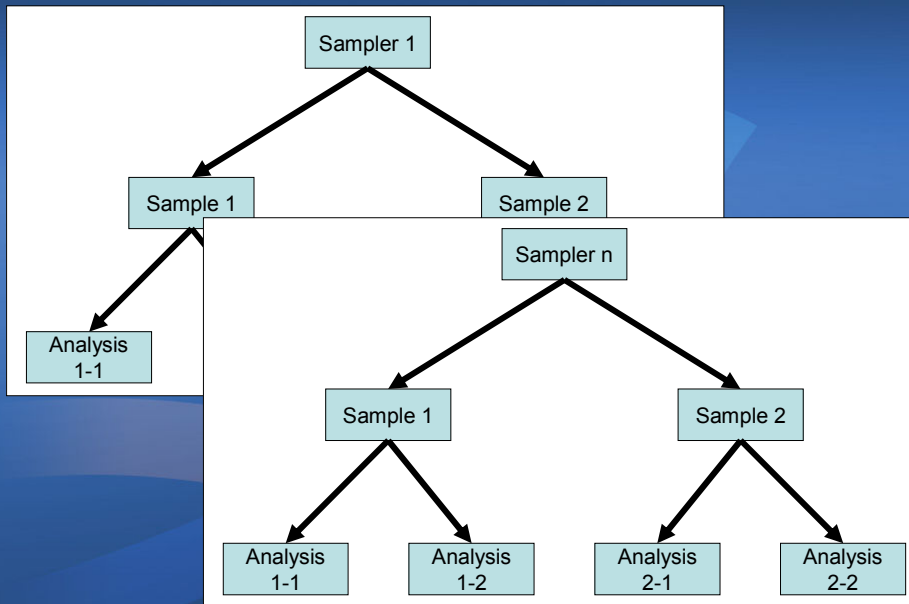 Sampler 1
Sample 1
Sample 2
Analysis
1-1
Sampler n
Sample 1
Sample 2
Analysis
1-1
Analysis
1-2
Analysis
2-1
Analysis
2-2